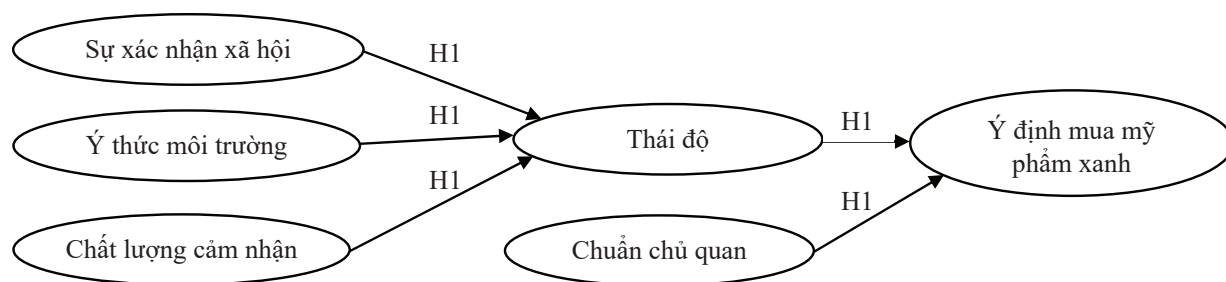 Sự xác nhận xã hội
H1
Ý thức môi trường
H1
Chất lượng cảm nhận
H1
Thái độ
H1
Chuẩn chủ quan
H1
Ý định mua mỹ
phẩm xanh